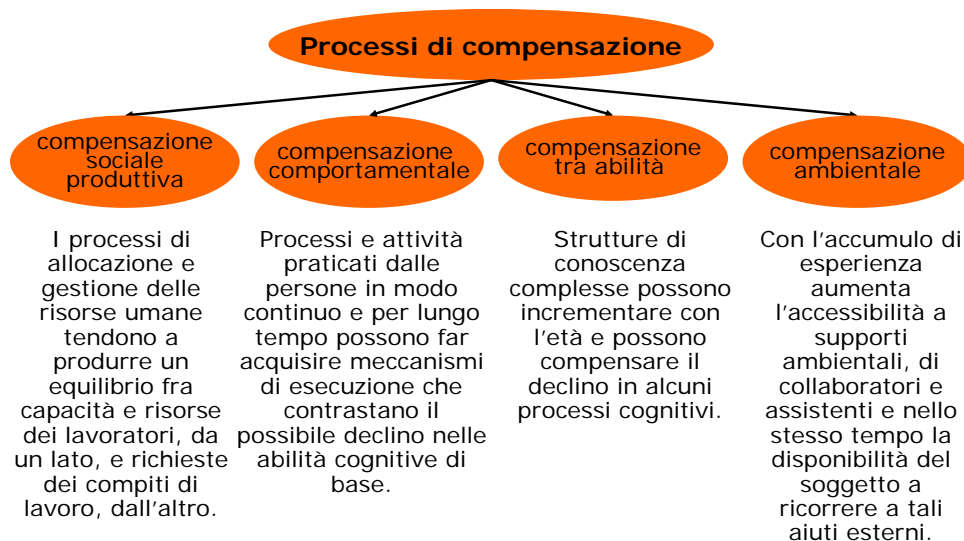 Processi di compensazione
compensazione
sociale
produttiva
compensazione
comportamentale
compensazione
tra abilità
compensazione
ambientale
I processi di
allocazione e
gestione delle
risorse umane
tendono a
produrre un
equilibrio fra
capacità e risorse
dei lavoratori, da
un lato, e richieste
dei compiti di
lavoro, dall'altro.
Processi e attività
praticati dalle
persone in modo
continuo e per lungo
tempo possono far
acquisire meccanismi
di esecuzione che
contrastano il
possibile declino nelle
abilità cognitive di
base.
Strutture di
conoscenza
complesse possono
incrementare con
l'età e possono
compensare il
declino in alcuni
processi cognitivi.
Con l'accumulo di
esperienza
aumenta
l'accessibilità a
supporti
ambientali, di
collaboratori e
assistenti e nello
stesso tempo la
disponibilità del
soggetto a
ricorrere a tali
aiuti esterni.